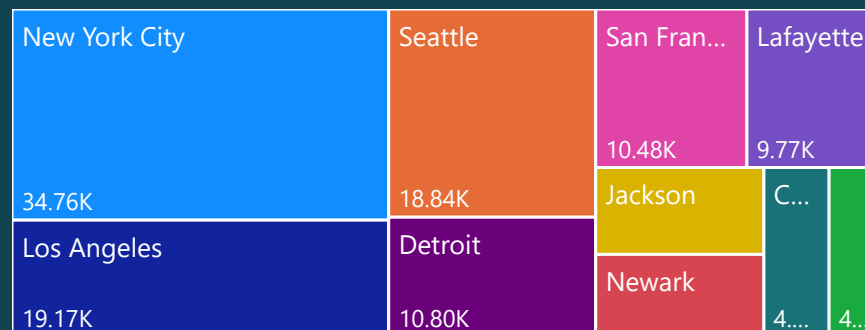 New York City
34.76K
Los Angeles
19.17K
Seattle
18.84K
Detroit
10.80K
San Fran...
10.48K
Lafayette
9.77K
Jackson
Newark
C...
4....
4...